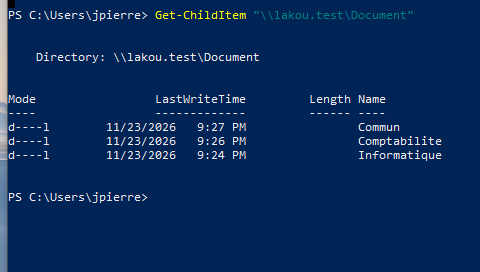 PS C:\Users\jpierre> Get-ChildItem "\\lakou.test\Document"
Directory: \\lakou.test\Document
Mode LastWriteTime Length Name
---- ------------- ------ ----
d----l 11/23/2026 9:27 PM Commun
d----l 11/23/2026 9:26 PM Comptabilite
d----l 11/23/2026 9:24 PM Informatique
PS C:\Users\jpierre>